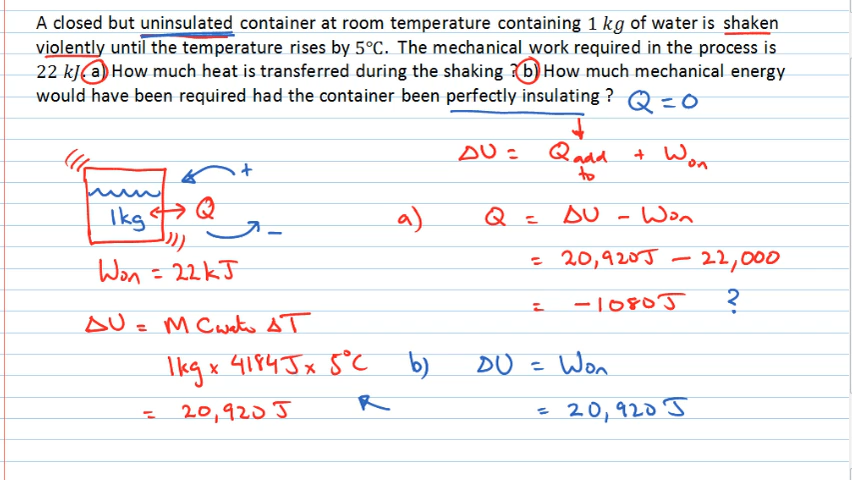 A closed but uninsulated container at room temperature containing 1 kg of water is shaken
violently until the temperature rises by 5°C. The mechanical work required in the process is
22 kJ. a) How much heat is transferred during the shaking ? b) How much mechanical energy
would have been required had the container been perfectly insulating ? Q = 0
ΔU = Q add to + Won
+
1kg Q
−
Won = 22kJ
ΔU = M Cwater ΔT
1kg x 4184J x 5°C
= 20,920J
a) Q = ΔU − Won
= 20,920J − 22,000
= −1080J ?
b) ΔU = Won
= 20,920J